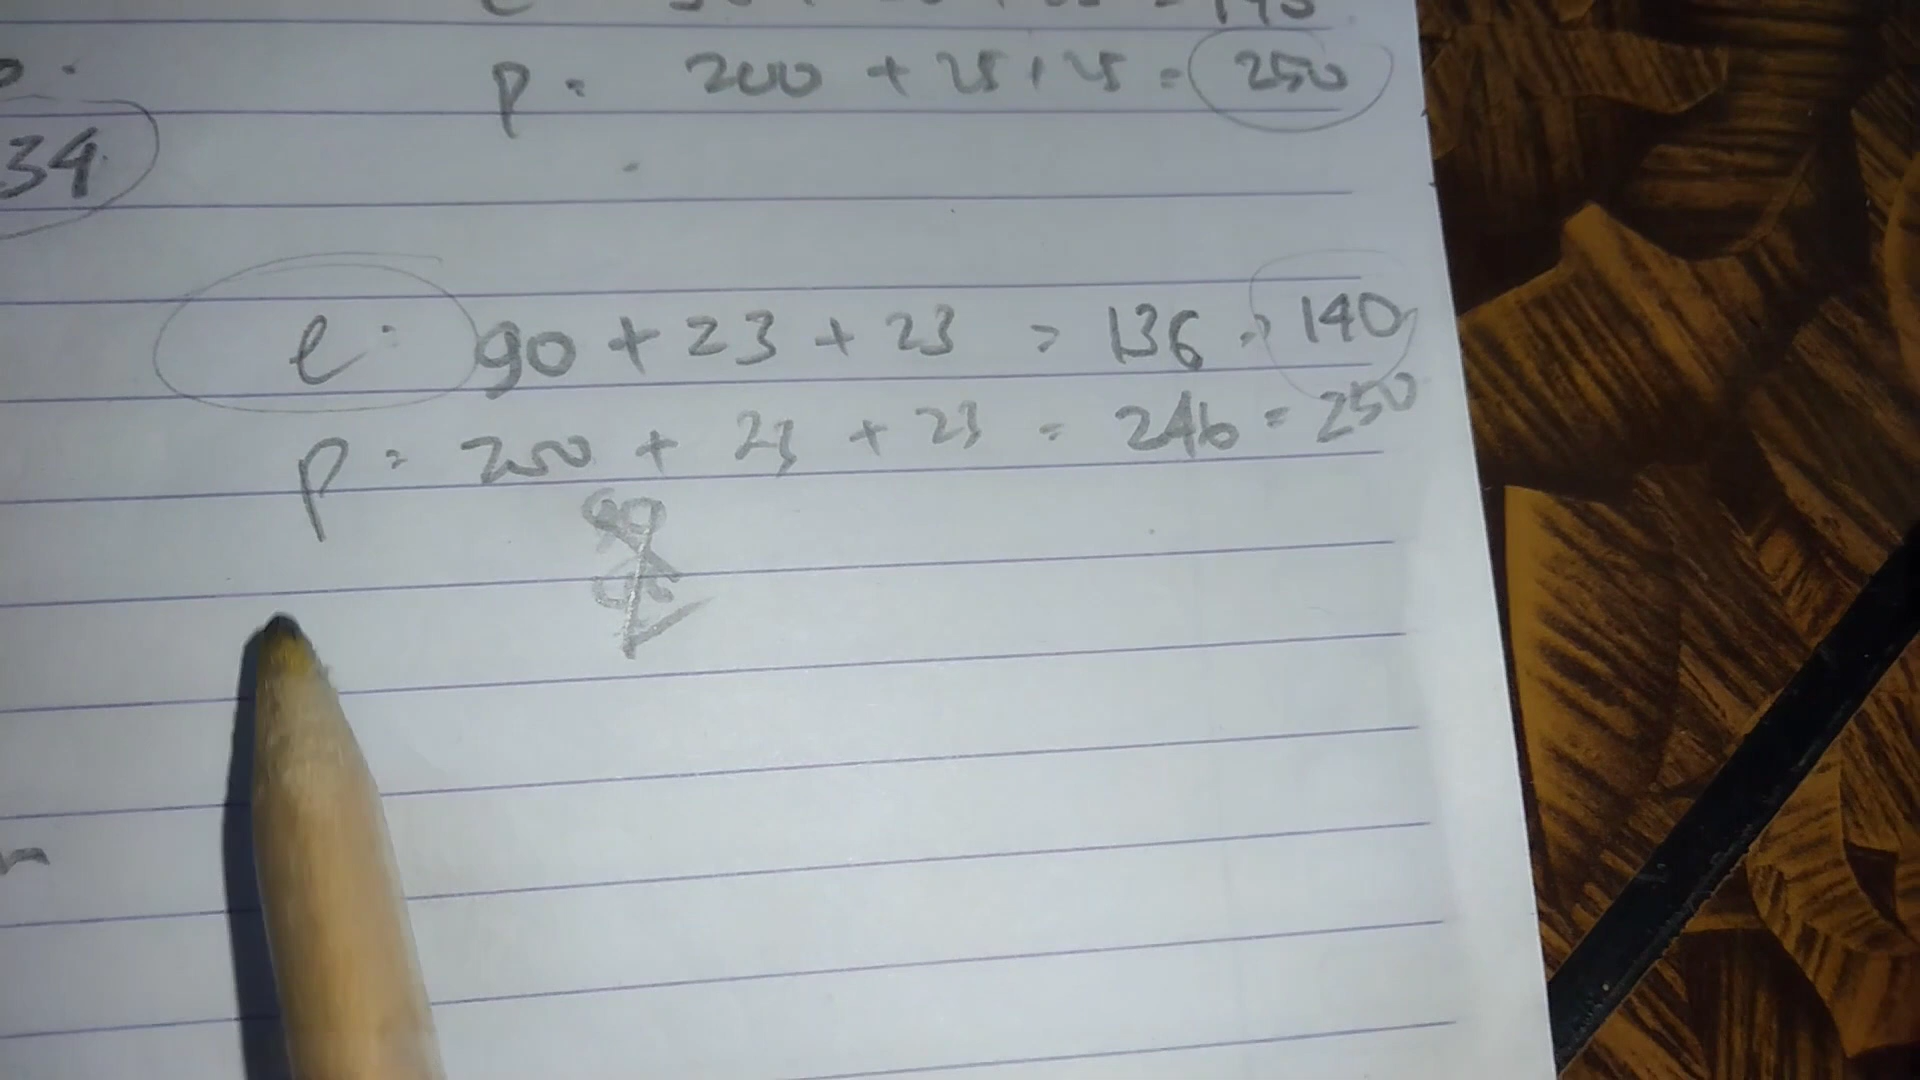 p = 200 + 25 + 25 = 250
34
l = 90 + 23 + 23 = 136 = 140
p = 200 + 23 + 23 = 246 = 250